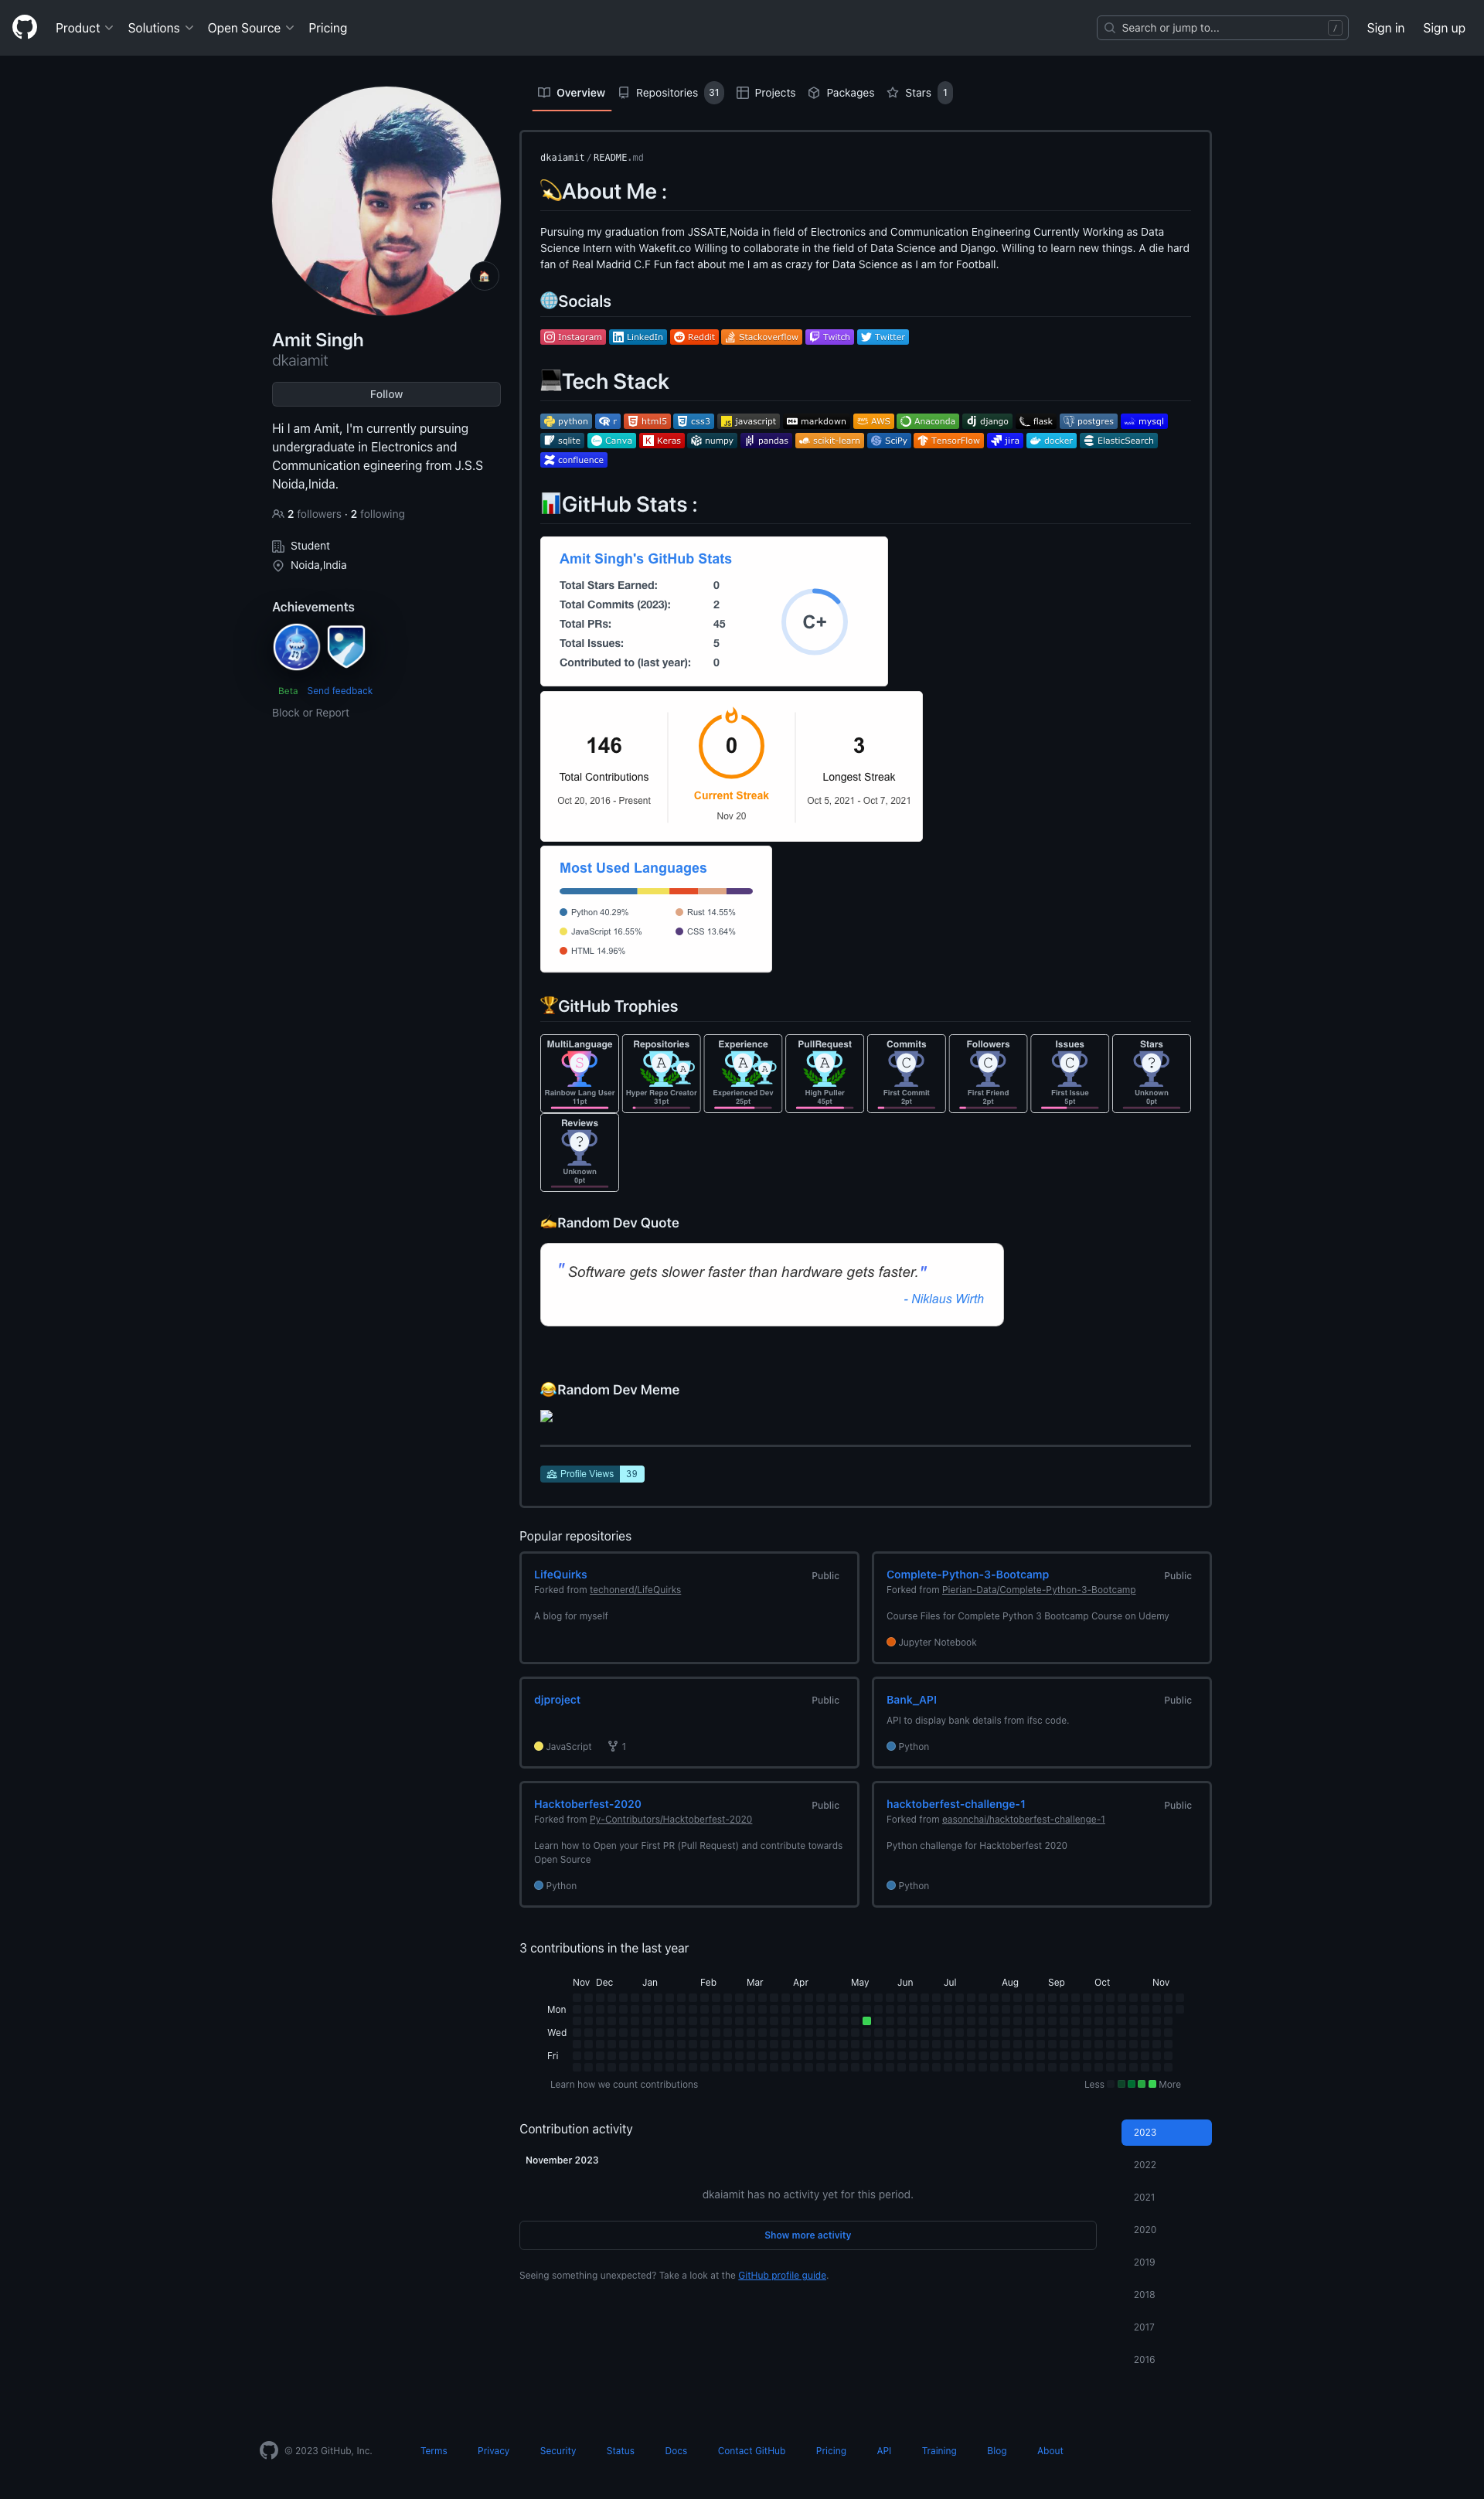 Product Solutions Open Source Pricing Search or jump to... / Sign in Sign up
Overview Repositories 31 Projects Packages Stars 1
Amit Singh
dkaiamit
Follow
Hi I am Amit, I'm currently pursuing
undergraduate in Electronics and
Communication egineering from J.S.S
Noida,Inida.
2 followers · 2 following
Student
Noida,India
Achievements
Beta Send feedback
Block or Report
dkaiamit / README.md
💫About Me :
Pursuing my graduation from JSSATE,Noida in field of Electronics and Communication Engineering Currently Working as Data
Science Intern with Wakefit.co Willing to collaborate in the field of Data Science and Django. Willing to learn new things. A die hard
fan of Real Madrid C.F Fun fact about me I am as crazy for Data Science as I am for Football.
🌐Socials
Instagram LinkedIn Reddit Stackoverflow Twitch Twitter
💻Tech Stack
python r html5 css3 javascript markdown AWS Anaconda django flask postgres mysql
sqlite Canva Keras numpy pandas scikit-learn SciPy TensorFlow jira docker ElasticSearch
confluence
📊GitHub Stats :
Amit Singh's GitHub Stats
Total Stars Earned: 0
Total Commits (2023): 2
Total PRs: 45
Total Issues: 5
Contributed to (last year): 0
C+
146 0 3
Total Contributions Current Streak Longest Streak
Oct 20, 2016 - Present Nov 20 Oct 5, 2021 - Oct 7, 2021
Most Used Languages
Python 40.29% Rust 14.55%
JavaScript 16.55% CSS 13.64%
HTML 14.96%
🏆GitHub Trophies
MultiLanguage Repositories Experience PullRequest Commits Followers Issues Stars
S A A A A A C C C ?
Rainbow Lang User Hyper Repo Creator Experienced Dev High Puller First Commit First Friend First Issue Unknown
11pt 31pt 25pt 45pt 2pt 2pt 5pt 0pt
Reviews
?
Unknown
0pt
✍️Random Dev Quote
" Software gets slower faster than hardware gets faster."
- Niklaus Wirth
😂Random Dev Meme
Profile Views 39
Popular repositories
LifeQuirks Public
Forked from techonerd/LifeQuirks
A blog for myself
Complete-Python-3-Bootcamp Public
Forked from Pierian-Data/Complete-Python-3-Bootcamp
Course Files for Complete Python 3 Bootcamp Course on Udemy
Jupyter Notebook
djproject Public
JavaScript 1
Bank_API Public
API to display bank details from ifsc code.
Python
Hacktoberfest-2020 Public
Forked from Py-Contributors/Hacktoberfest-2020
Learn how to Open your First PR (Pull Request) and contribute towards
Open Source
Python
hacktoberfest-challenge-1 Public
Forked from easonchai/hacktoberfest-challenge-1
Python challenge for Hacktoberfest 2020
Python
3 contributions in the last year
Nov Dec Jan Feb Mar Apr May Jun Jul Aug Sep Oct Nov
Mon
Wed
Fri
Learn how we count contributions Less More
Contribution activity
November 2023
dkaiamit has no activity yet for this period.
Show more activity
Seeing something unexpected? Take a look at the GitHub profile guide.
2023
2022
2021
2020
2019
2018
2017
2016
© 2023 GitHub, Inc. Terms Privacy Security Status Docs Contact GitHub Pricing API Training Blog About